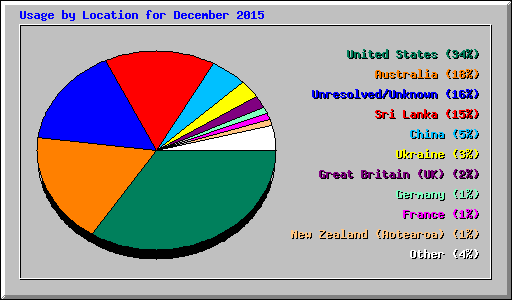 Usage by Location for December 2015
United States (34%)
Australia (18%)
Unresolved/Unknown (16%)
Sri Lanka (15%)
China (5%)
Ukraine (3%)
Great Britain (UK) (2%)
Germany (1%)
France (1%)
New Zealand (Aotearoa) (1%)
Other (4%)